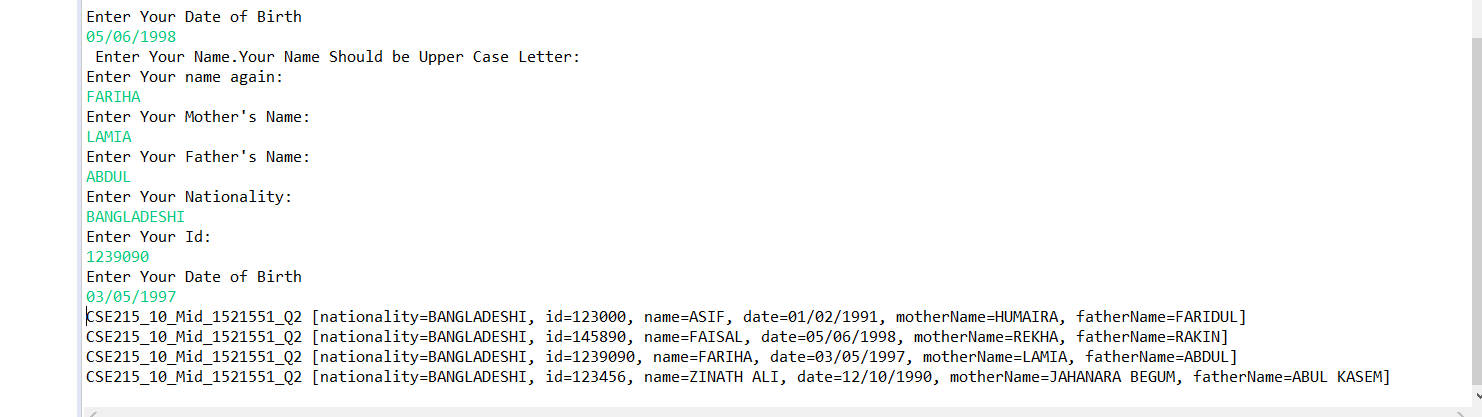 Enter Your Date of Birth
05/06/1998
Enter Your Name.Your Name Should be Upper Case Letter:
Enter Your name again:
FARIHA
Enter Your Mother's Name:
LAMIA
Enter Your Father's Name:
ABDUL
Enter Your Nationality:
BANGLADESHI
Enter Your Id:
1239090
Enter Your Date of Birth
03/05/1997
CSE215_10_Mid_1521551_Q2 [nationality=BANGLADESHI, id=123000, name=ASIF, date=01/02/1991, motherName=HUMAIRA, fatherName=FARIDUL]
CSE215_10_Mid_1521551_Q2 [nationality=BANGLADESHI, id=145890, name=FAISAL, date=05/06/1998, motherName=REKHA, fatherName=RAKIN]
CSE215_10_Mid_1521551_Q2 [nationality=BANGLADESHI, id=1239090, name=FARIHA, date=03/05/1997, motherName=LAMIA, fatherName=ABDUL]
CSE215_10_Mid_1521551_Q2 [nationality=BANGLADESHI, id=123456, name=ZINATH ALI, date=12/10/1990, motherName=JAHANARA BEGUM, fatherName=ABUL KASEM]